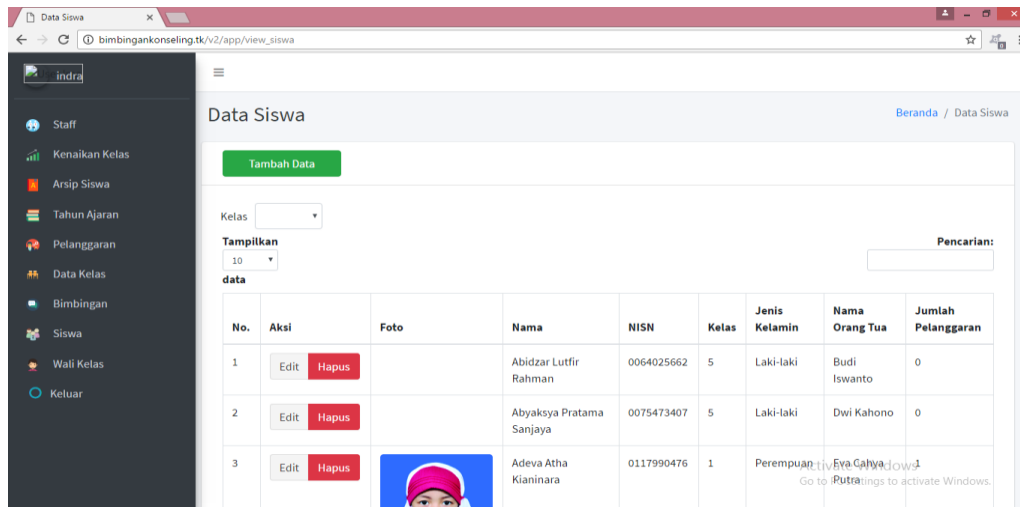 Data Siswa
bimbingankonseling.tk/v2/app/view_siswa
0
indra
Staff
Kenaikan Kelas
Arsip Siswa
Tahun Ajaran
Pelanggaran
Data Kelas
Bimbingan
Siswa
Wali Kelas
Keluar
Data Siswa
Beranda / Data Siswa
Tambah Data
Kelas
Tampilkan
10
data
Pencarian:
No. Aksi Foto Nama NISN Kelas Jenis Kelamin Nama Orang Tua Jumlah Pelanggaran
1 Edit Hapus Abidzar Lutfir Rahman 0064025662 5 Laki-laki Budi Iswanto 0
2 Edit Hapus Abyaksya Pratama Sanjaya 0075473407 5 Laki-laki Dwi Kahono 0
3 Edit Hapus Adeva Atha Kianinara 0117990476 1 Perempuan Eva Cahya Putra 1
Activate Windows
Go to PC settings to activate Windows.